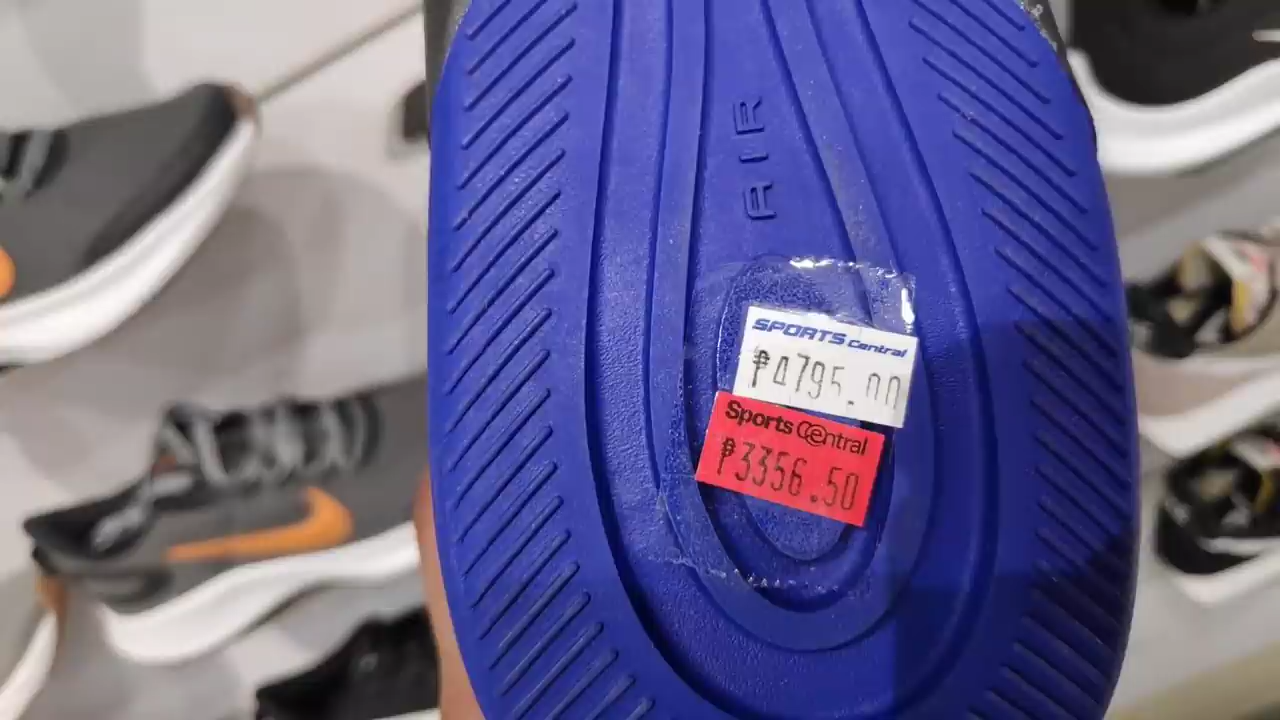 AIR
SPORTS Central
₱4795.00
Sports Central
₱3356.50